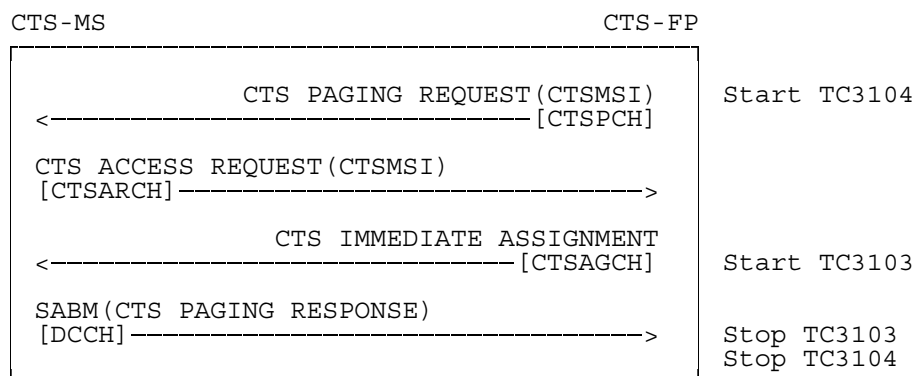 CTS-MS CTS-FP
CTS PAGING REQUEST(CTSMSI) Start TC3104
<[CTSPCH]
CTS ACCESS REQUEST(CTSMSI)
[CTSARCH]>
CTS IMMEDIATE ASSIGNMENT
<[CTSAGCH] Start TC3103
SABM(CTS PAGING RESPONSE)
[DCCH]> Stop TC3103
Stop TC3104